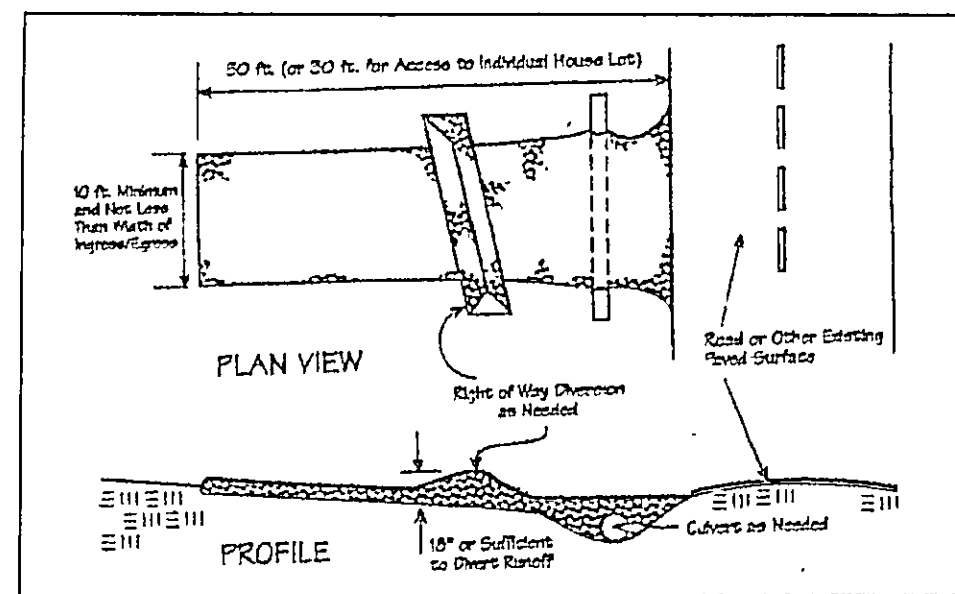 50 ft. (or 30 ft. for Access to Individual House Lot)
10 ft. Minimum
and Not Less
Than Width of
Ingress/Egress
PLAN VIEW
Road or Other Existing
Paved Surface
Right of Way Diversion
as Needed
18" or Sufficient
to Divert Runoff
Culvert as Needed
PROFILE